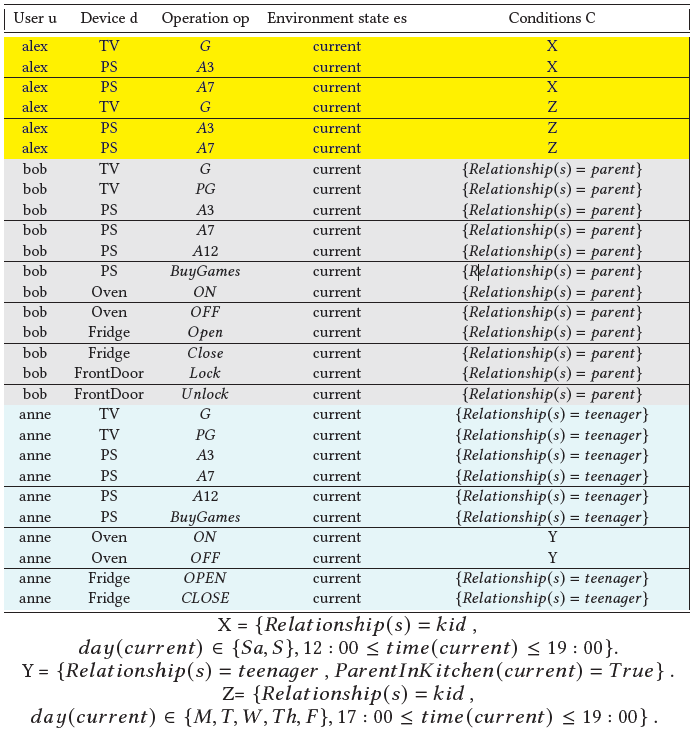 User u Device d Operation op Environment state es Conditions C
alex TV G current X
alex PS A3 current X
alex PS A7 current X
alex TV G current Z
alex PS A3 current Z
alex PS A7 current Z
bob TV G current {Relationship(s) = parent}
bob TV PG current {Relationship(s) = parent}
bob PS A3 current {Relationship(s) = parent}
bob PS A7 current {Relationship(s) = parent}
bob PS A12 current {Relationship(s) = parent}
bob PS BuyGames current {Relationship(s) = parent}
bob Oven ON current {Relationship(s) = parent}
bob Oven OFF current {Relationship(s) = parent}
bob Fridge Open current {Relationship(s) = parent}
bob Fridge Close current {Relationship(s) = parent}
bob FrontDoor Lock current {Relationship(s) = parent}
bob FrontDoor Unlock current {Relationship(s) = parent}
anne TV G current {Relationship(s) = teenager}
anne TV PG current {Relationship(s) = teenager}
anne PS A3 current {Relationship(s) = teenager}
anne PS A7 current {Relationship(s) = teenager}
anne PS A12 current {Relationship(s) = teenager}
anne PS BuyGames current {Relationship(s) = teenager}
anne Oven ON current Y
anne Oven OFF current Y
anne Fridge OPEN current {Relationship(s) = teenager}
anne Fridge CLOSE current {Relationship(s) = teenager}
X = {Relationship(s) = kid ,
day(current) ∈ {Sa, S}, 12 : 00 ≤ time(current) ≤ 19 : 00}.
Y = {Relationship(s) = teenager , ParentInKitchen(current) = True} .
Z= {Relationship(s) = kid ,
day(current) ∈ {M, T, W, Th, F}, 17 : 00 ≤ time(current) ≤ 19 : 00} .